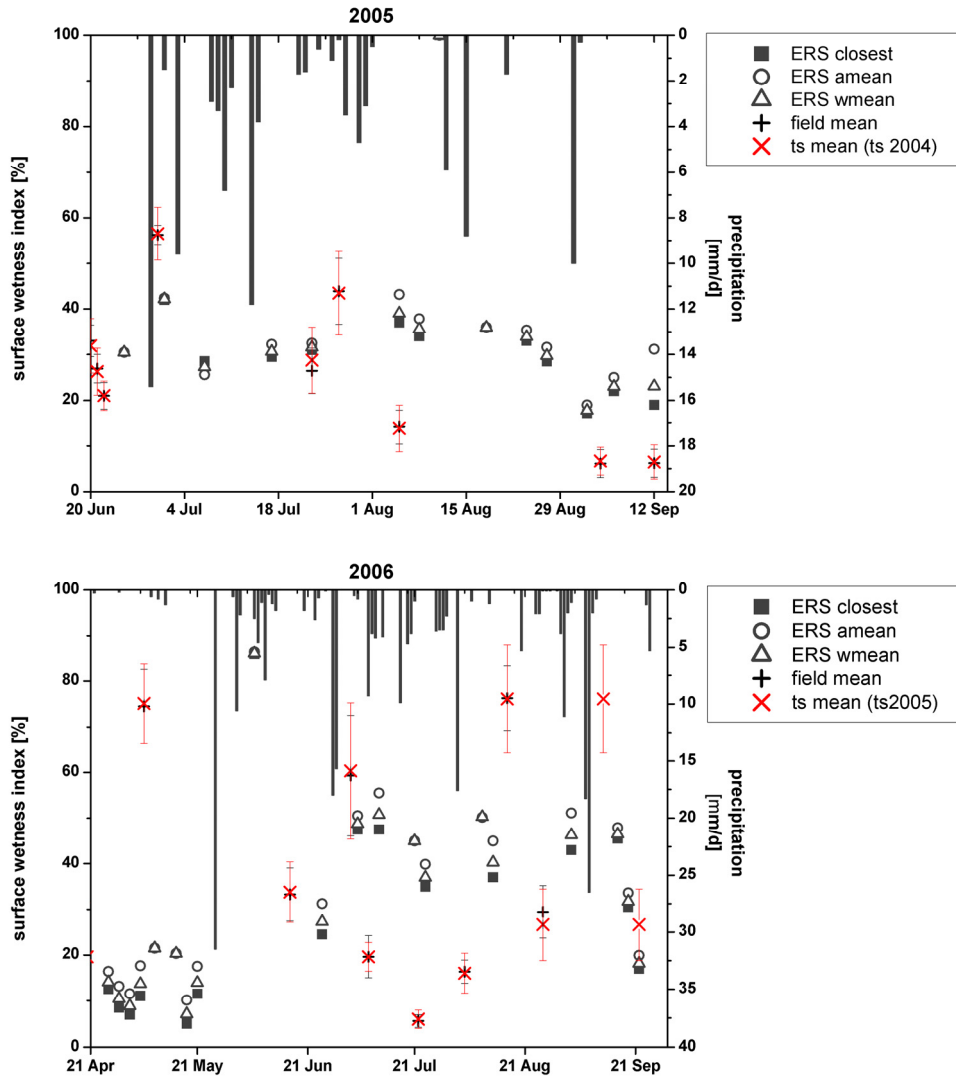 2005
100
80
60
40
20
0
surface wetness index [%]
20 Jun
4 Jul
18 Jul
1 Aug
15 Aug
29 Aug
12 Sep
0
2
4
6
8
10
12
14
16
18
20
precipitation
[mm/d]
ERS closest
ERS amean
ERS wmean
field mean
ts mean (ts 2004)
2006
100
80
60
40
20
0
surface wetness index [%]
21 Apr
21 May
21 Jun
21 Jul
21 Aug
21 Sep
0
5
10
15
20
25
30
35
40
precipitation
[mm/d]
ERS closest
ERS amean
ERS wmean
field mean
ts mean (ts2005)